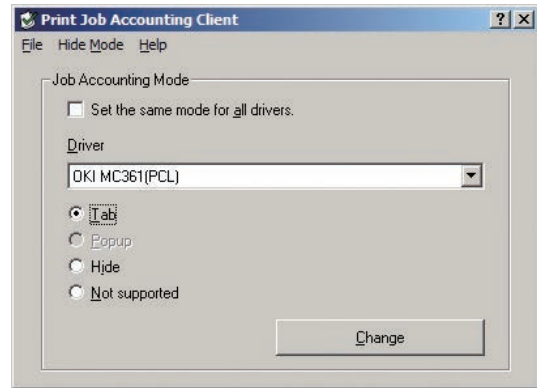 Print Job Accounting Client
File Hide Mode Help
Job Accounting Mode
Set the same mode for all drivers.
Driver
OKI MC361(PCL)
Tab
Popup
Hide
Not supported
Change